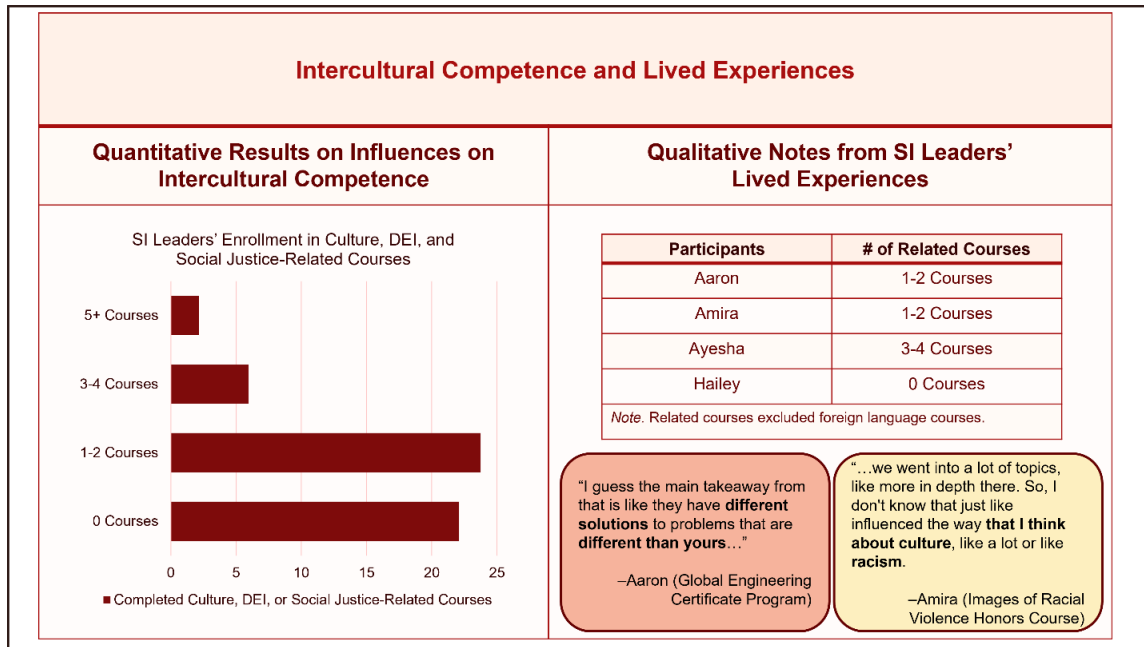 Intercultural Competence and Lived Experiences
Quantitative Results on Influences on
Intercultural Competence
SI Leaders' Enrollment in Culture, DEI, and
Social Justice-Related Courses
5+ Courses
3-4 Courses
1-2 Courses
0 Courses
0 5 10 15 20 25
Completed Culture, DEI, or Social Justice-Related Courses
Qualitative Notes from SI Leaders'
Lived Experiences
Participants # of Related Courses
Aaron 1-2 Courses
Amira 1-2 Courses
Ayesha 3-4 Courses
Hailey 0 Courses
Note. Related courses excluded foreign language courses.
“I guess the main takeaway from
that is like they have different
solutions to problems that are
different than yours…”
–Aaron (Global Engineering
Certificate Program)
“…we went into a lot of topics,
like more in depth there. So, I
don't know that just like
influenced the way that I think
about culture, like a lot or like
racism.
–Amira (Images of Racial
Violence Honors Course)